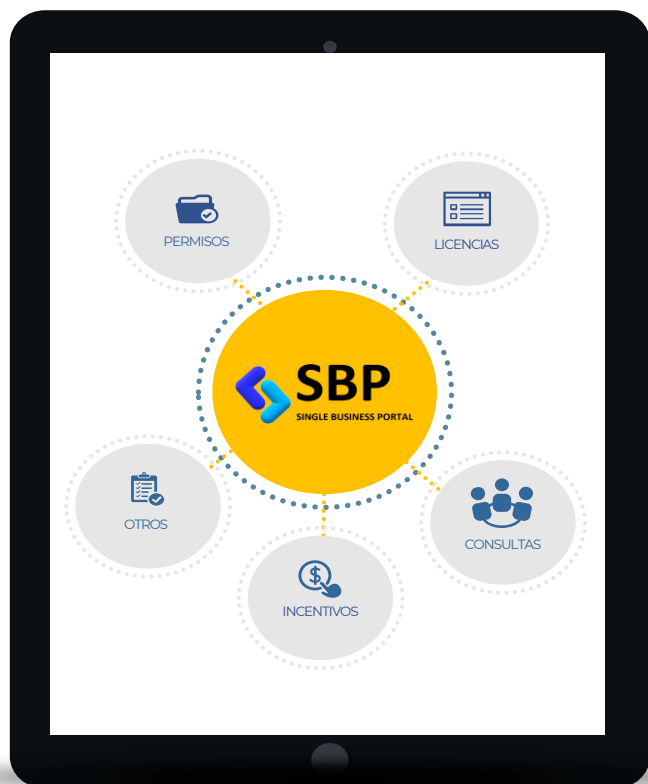 PERMISOS
LICENCIAS
SBP
SINGLE BUSINESS PORTAL
OTROS
CONSULTAS
INCENTIVOS